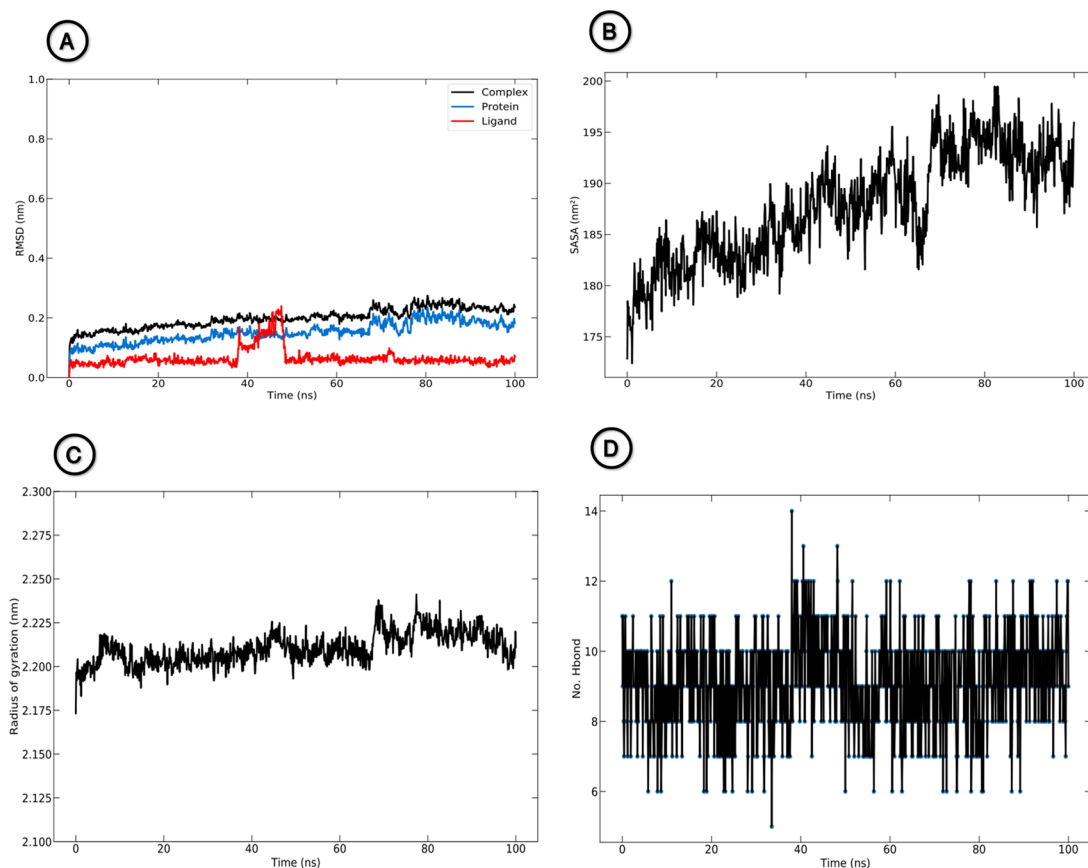 A
1.0
0.8
0.6
0.4
0.2
0.0
RMSD (nm)
Complex
Protein
Ligand
0 20 40 60 80 100
Time (ns)
B
200
195
190
185
180
175
SASA (nm²)
0 20 40 60 80 100
Time (ns)
C
2.300
2.275
2.250
2.225
2.200
2.175
2.150
2.125
2.100
Radius of gyration (nm)
0 20 40 60 80 100
Time (ns)
D
14
12
10
8
6
No. Hbond
0 20 40 60 80 100
Time (ns)